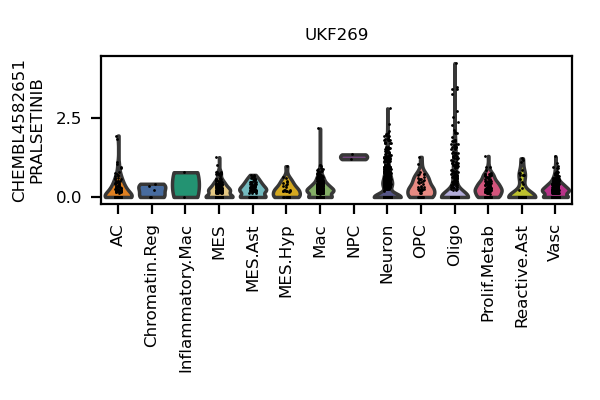 UKF269
CHEMBL4582651
PRALSETINIB
2.5
0.0
AC
Chromatin.Reg
Inflammatory.Mac
MES
MES.Ast
MES.Hyp
Mac
NPC
Neuron
OPC
Oligo
Prolif.Metab
Reactive.Ast
Vasc